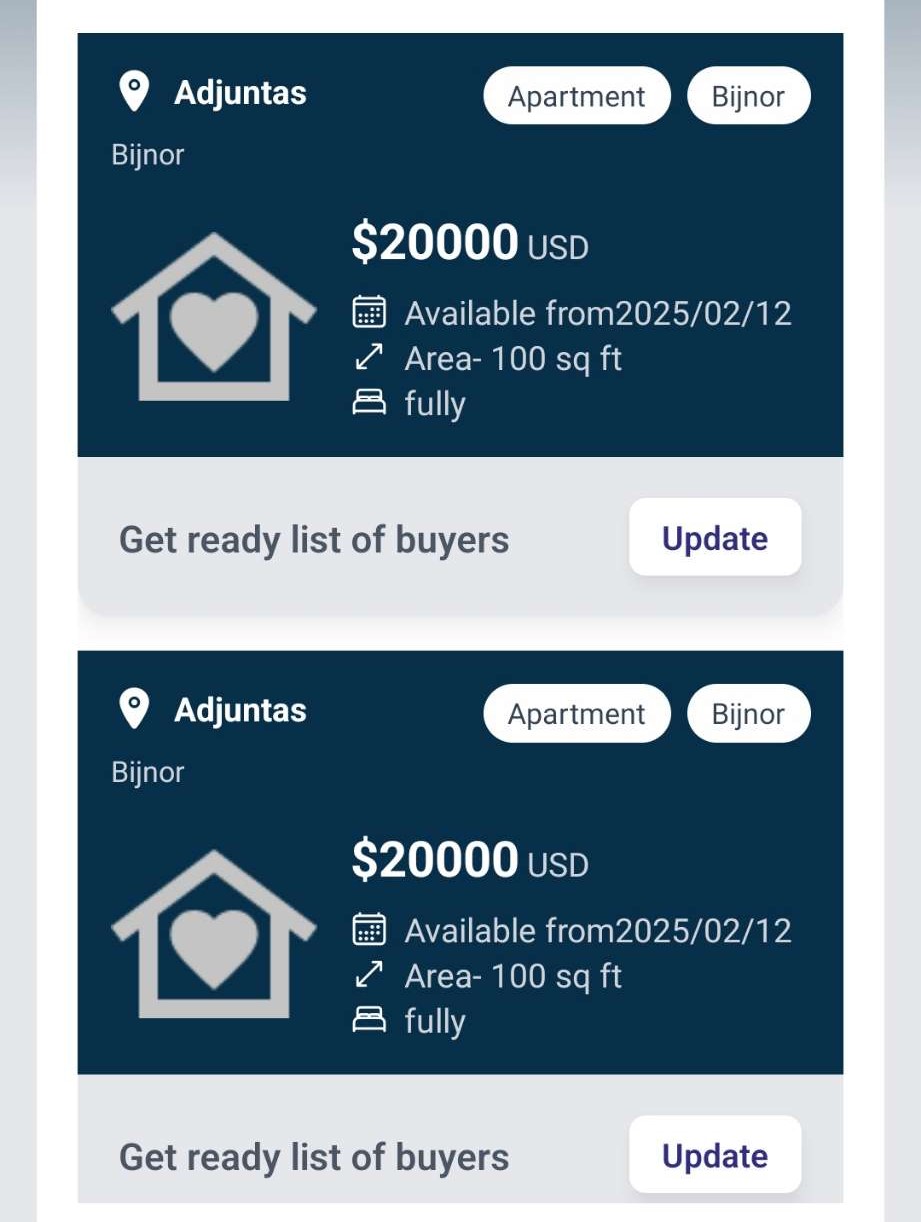 Adjuntas
Apartment
Bijnor
Bijnor
$20000 USD
Available from2025/02/12
Area- 100 sq ft
fully
Get ready list of buyers
Update
Adjuntas
Apartment
Bijnor
Bijnor
$20000 USD
Available from2025/02/12
Area- 100 sq ft
fully
Get ready list of buyers
Update